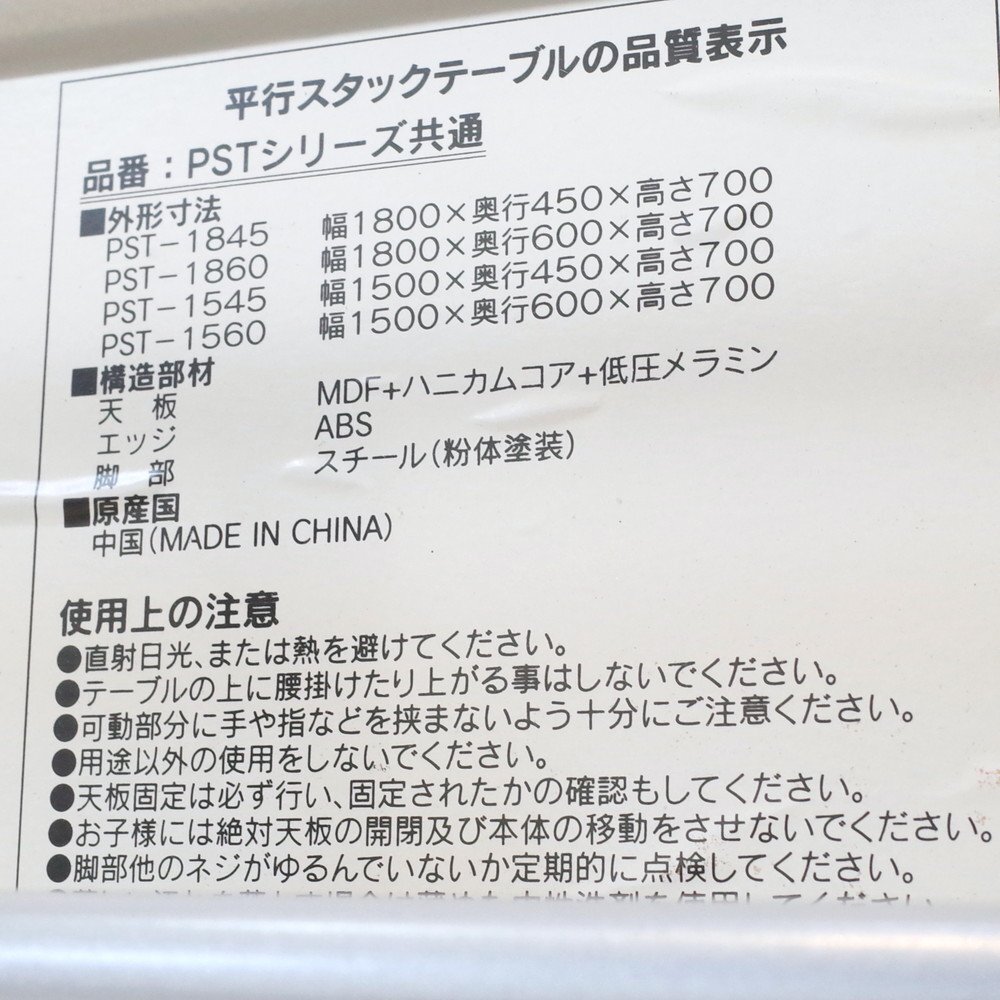 平行スタックテーブルの品質表示
品番：PSTシリーズ共通
■外形寸法
PST-1845 幅1800×奥行450×高さ700
PST-1860 幅1800×奥行600×高さ700
PST-1545 幅1500×奥行450×高さ700
PST-1560 幅1500×奥行600×高さ700
■構造部材
天 板 MDF+ハニカムコア+低圧メラミン
エッジ ABS
脚 部 スチール(粉体塗装)
■原産国
中国(MADE IN CHINA)
使用上の注意
●直射日光、または熱を避けてください。
●テーブルの上に腰掛けたり上がる事はしないでください。
●可動部分に手や指などを挟まないよう十分にご注意ください。
●用途以外の使用をしないでください。
●天板固定は必ず行い、固定されたかの確認もしてください。
●お子様には絶対天板の開閉及び本体の移動をさせないでください。
●脚部他のネジがゆるんでいないか定期的に点検してください。